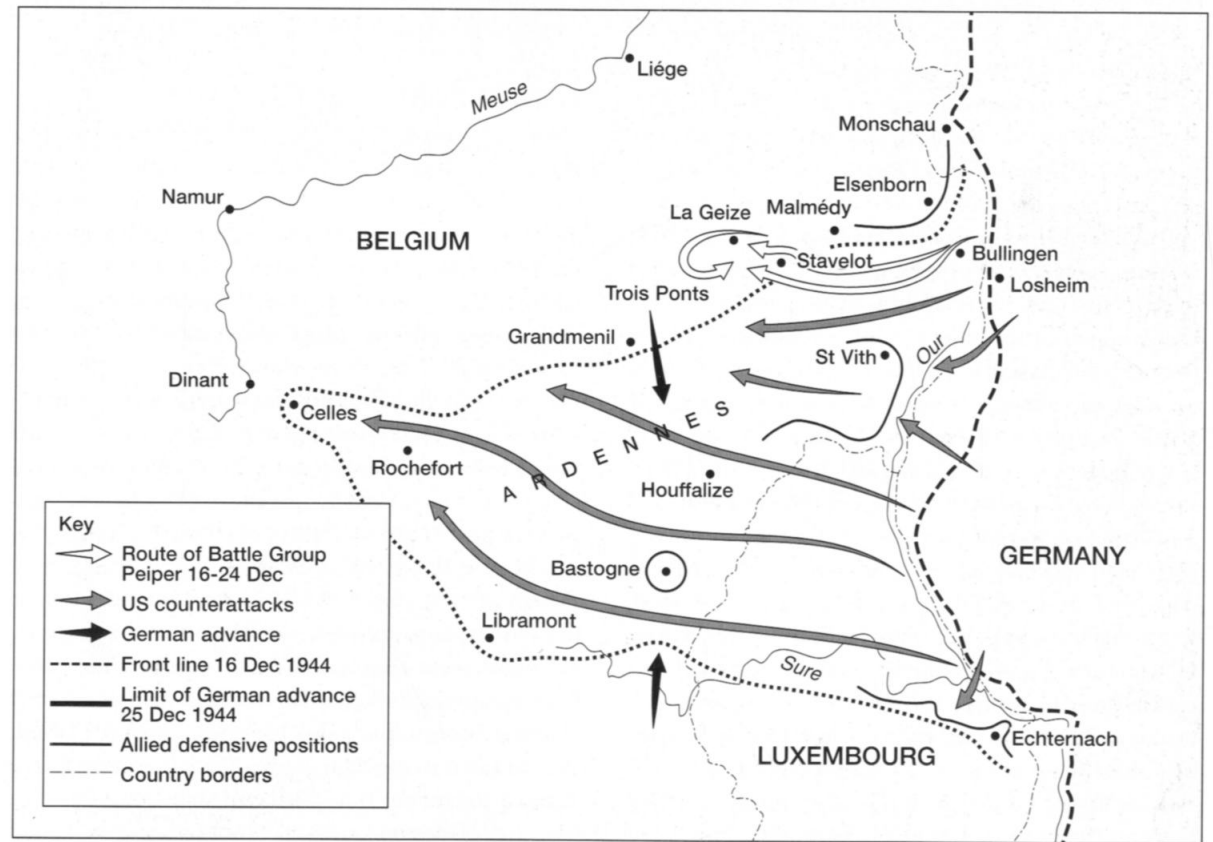 Liége
Meuse
Monschau
Namur
Elsenborn
La Geize
Malmédy
BELGIUM
Stavelot
Bullingen
Losheim
Trois Ponts
Grandmenil
Our
St Vith
Dinant
Celles
ARDENNES
Rochefort
Houffalize
Key
Route of Battle Group
Peiper 16-24 Dec
US counterattacks
German advance
Front line 16 Dec 1944
Limit of German advance
25 Dec 1944
Allied defensive positions
Country borders
GERMANY
Bastogne
Libramont
Sure
Echternach
LUXEMBOURG